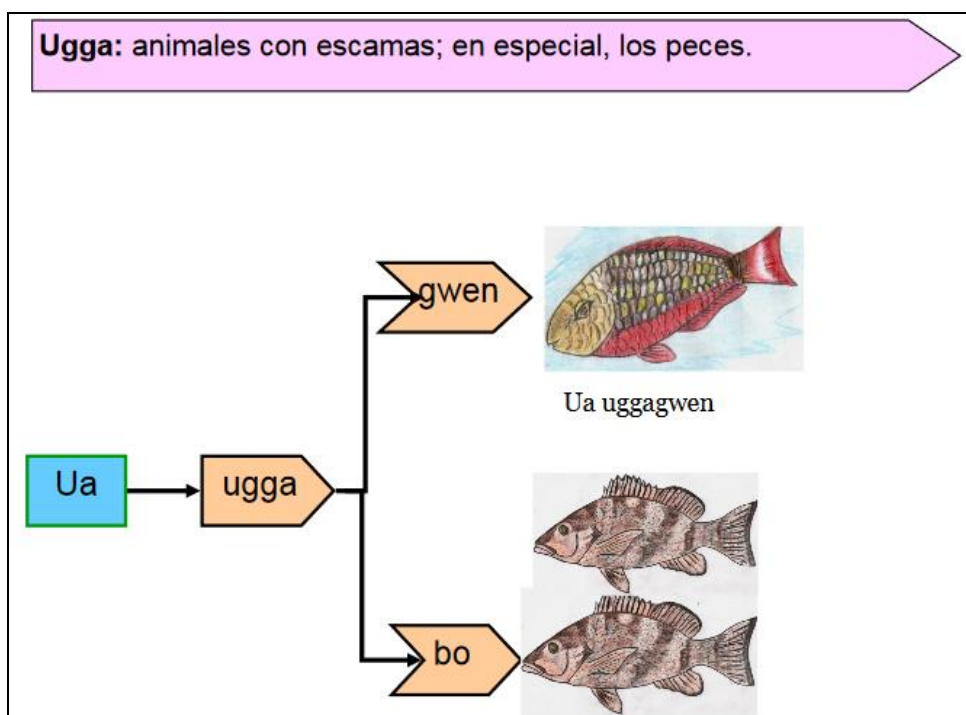 Ugga: animales con escamas; en especial, los peces.
gwen
Ua uggagwen
Ua
ugga
bo